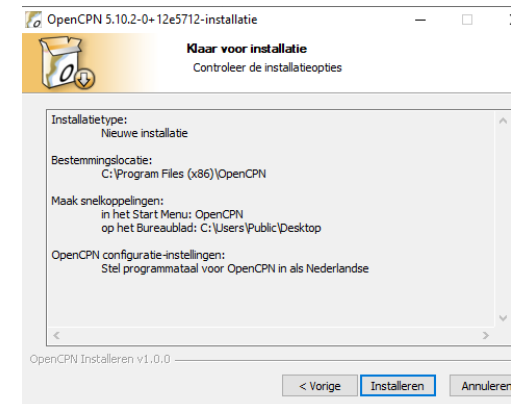 OpenCPN 5.10.2-0+12e5712-installatie
Klaar voor installatie
Controleer de installatieopties
Installatietype:
Nieuwe installatie
Bestemmingslocatie:
C:\Program Files (x86)\OpenCPN
Maak snelkoppelingen:
in het Start Menu: OpenCPN
op het Bureaublad: C:\Users\Public\Desktop
OpenCPN configuratie-instellingen:
Stel programmataal voor OpenCPN in als Nederlandse
OpenCPN Installeren v1.0.0
< Vorige
Installeren
Annuleren